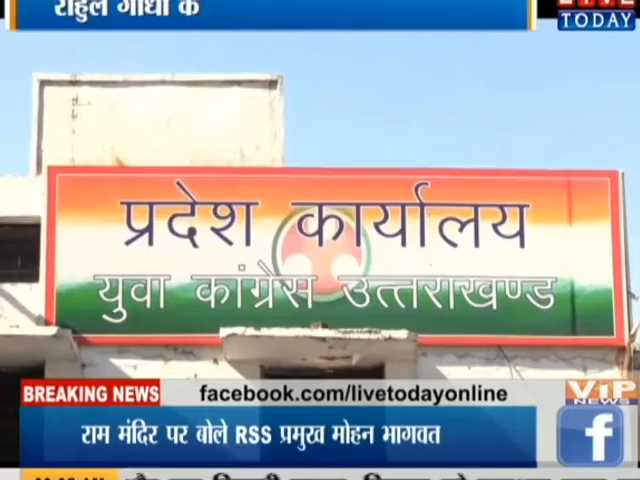 राहुल गांधी के
LIVE
TODAY
प्रदेश कार्यालय
युवा कांग्रेस उत्तराखण्ड
BREAKING NEWS
facebook.com/livetodayonline
VIP
NEWS
राम मंदिर पर बोले RSS प्रमुख मोहन भागवत
f